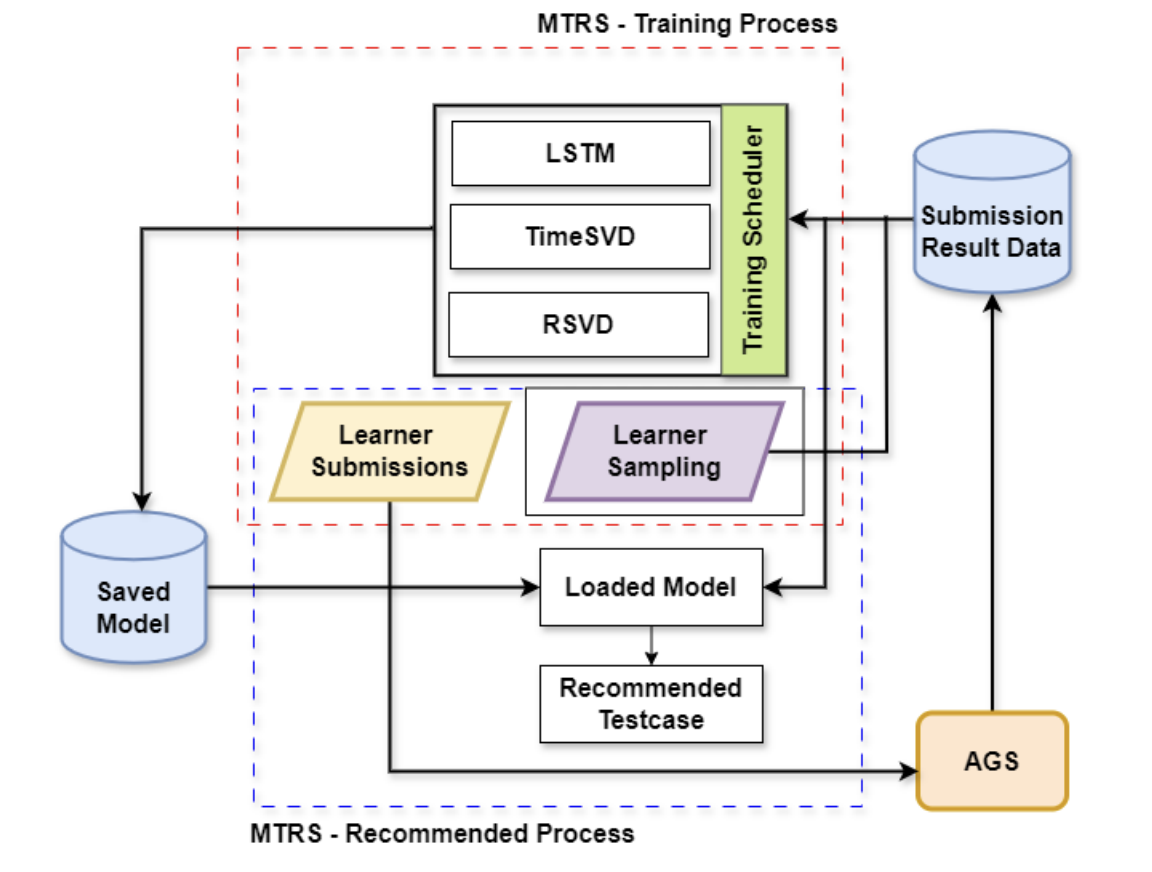 MTRS - Training Process
LSTM
TimeSVD
RSVD
Training Scheduler
Submission
Result Data
Learner
Submissions
Learner
Sampling
Saved
Model
Loaded Model
Recommended
Testcase
AGS
MTRS - Recommended Process